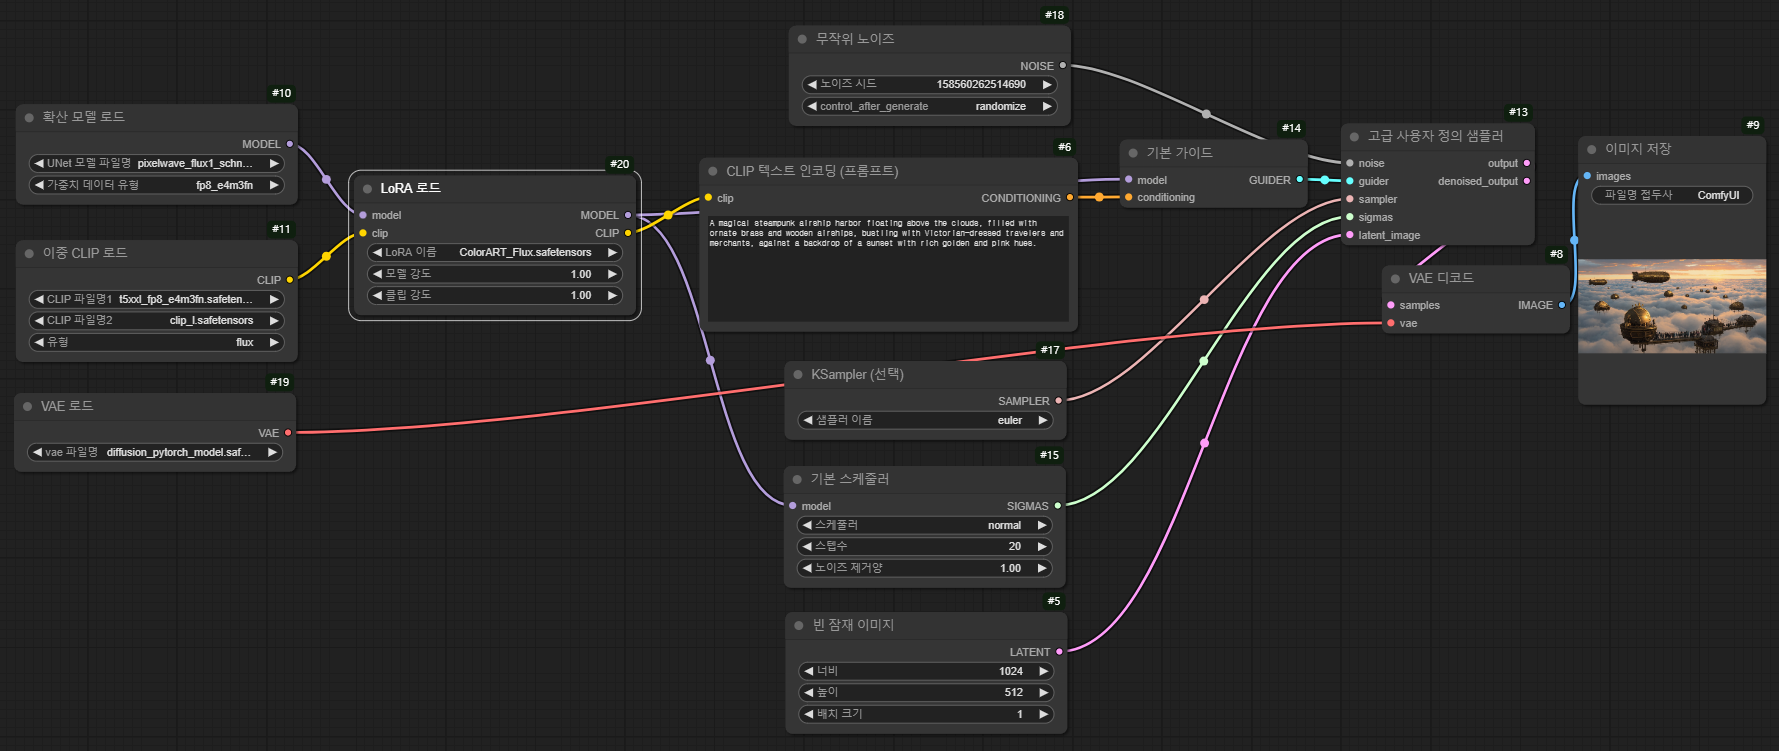 #10
확산 모델 로드
MODEL
UNet 모델 파일명 pixelwave_flux1_schn...
가중치 데이터 유형 fp8_e4m3fn
#11
이중 CLIP 로드
CLIP
CLIP 파일명1 t5xxl_fp8_e4m3fn.safeten...
CLIP 파일명2 clip_l.safetensors
유형 flux
#19
VAE 로드
VAE
vae 파일명 diffusion_pytorch_model.saf...
#20
LoRA 로드
model MODEL
clip CLIP
LoRA 이름 ColorART_Flux.safetensors
모델 강도 1.00
클립 강도 1.00
#18
무작위 노이즈
NOISE
노이즈 시드 158560262514690
control_after_generate randomize
#6
CLIP 텍스트 인코딩 (프롬프트)
clip CONDITIONING
A magical steampunk airship harbor floating above the clouds, filled with
ornate brass and wooden airships, bustling with Victorian-dressed travelers and
merchants, against a backdrop of a sunset with rich golden and pink hues.
#17
KSampler (선택)
SAMPLER
샘플러 이름 euler
#15
기본 스케줄러
model SIGMAS
스케쥴러 normal
스텝수 20
노이즈 제거양 1.00
#5
빈 잠재 이미지
LATENT
너비 1024
높이 512
배치 크기 1
#14
기본 가이드
model GUIDER
conditioning
#13
고급 사용자 정의 샘플러
noise output
guider denoised_output
sampler
sigmas
latent_image
#8
VAE 디코드
samples IMAGE
vae
#9
이미지 저장
images
파일명 접두사 ComfyUI